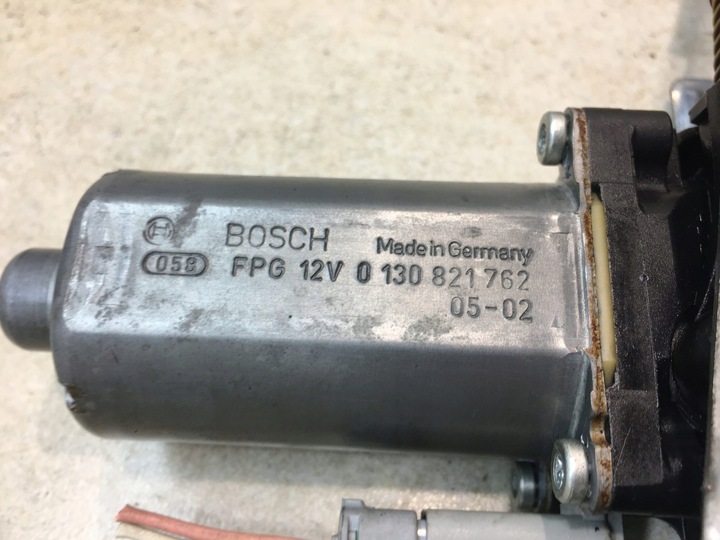 BOSCH Made in Germany
058 FPG 12V 0 130 821 762
05-02